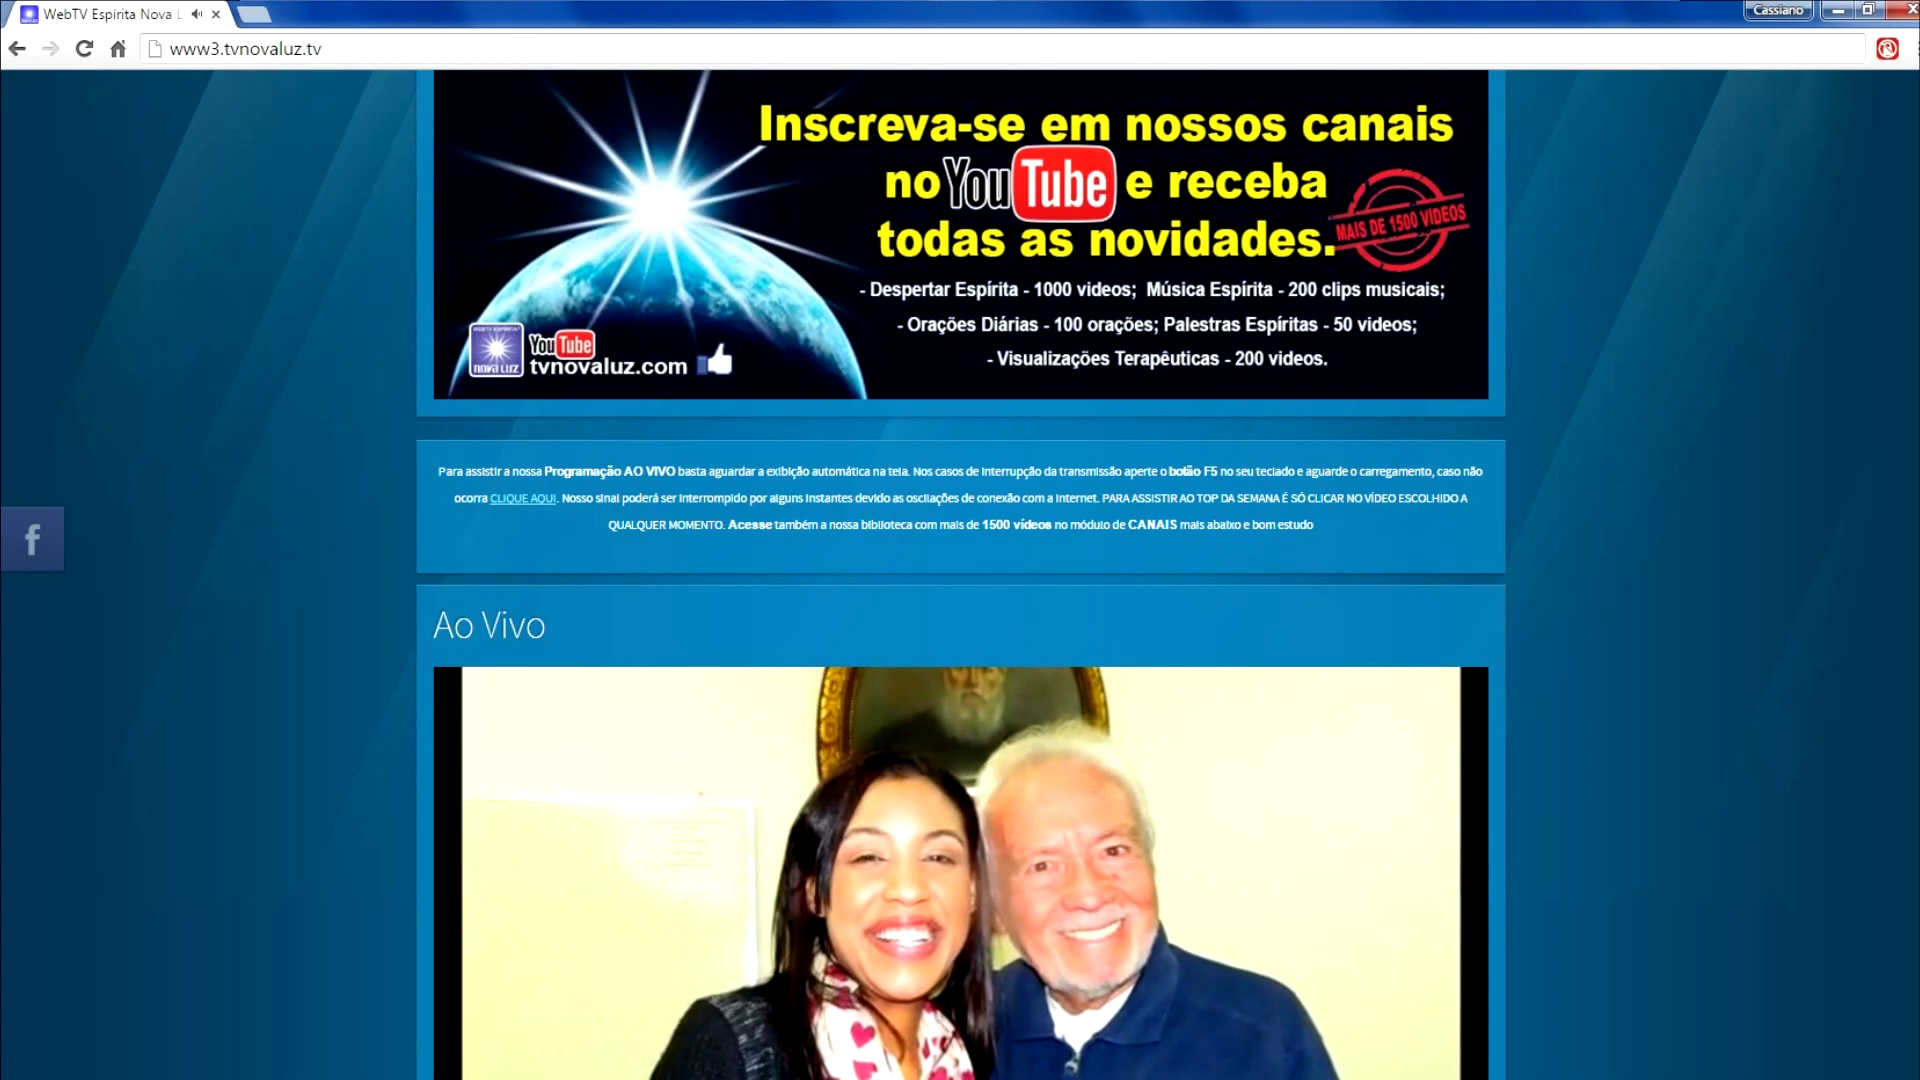 WebTV Espírita Nova L
Cassiano
www3.tvnovaluz.tv
Inscreva-se em nossos canais
no YouTube e receba
todas as novidades.
MAIS DE 1500 VIDEOS
- Despertar Espírita - 1000 videos; Música Espírita - 200 clips musicais;
- Orações Diárias - 100 orações; Palestras Espíritas - 50 videos;
- Visualizações Terapêuticas - 200 videos.
WEBTV ESPIRITA
NOVA LUZ
YouTube
tvnovaluz.com
Para assistir a nossa Programação AO VIVO basta aguardar a exibição automática na tela. Nos casos de interrupção da transmissão aperte o botão F5 no seu teclado e aguarde o carregamento, caso não
ocorra CLIQUE AQUI. Nosso sinal poderá ser interrompido por alguns instantes devido as oscilações de conexão com a internet. PARA ASSISTIR AO TOP DA SEMANA É SÓ CLICAR NO VÍDEO ESCOLHIDO A
QUALQUER MOMENTO. Acesse também a nossa biblioteca com mais de 1500 vídeos no módulo de CANAIS mais abaixo e bom estudo
f
Ao Vivo